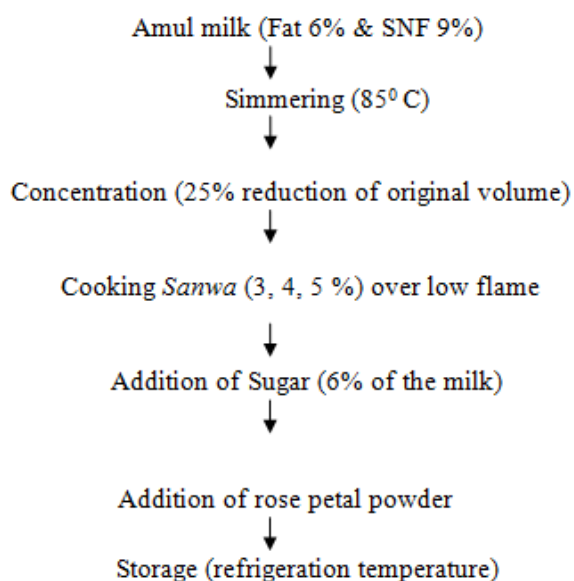 Amul milk (Fat 6% & SNF 9%)
Simmering (85⁰ C)
Concentration (25% reduction of original volume)
Cooking Sanwa (3, 4, 5 %) over low flame
Addition of Sugar (6% of the milk)
Addition of rose petal powder
Storage (refrigeration temperature)